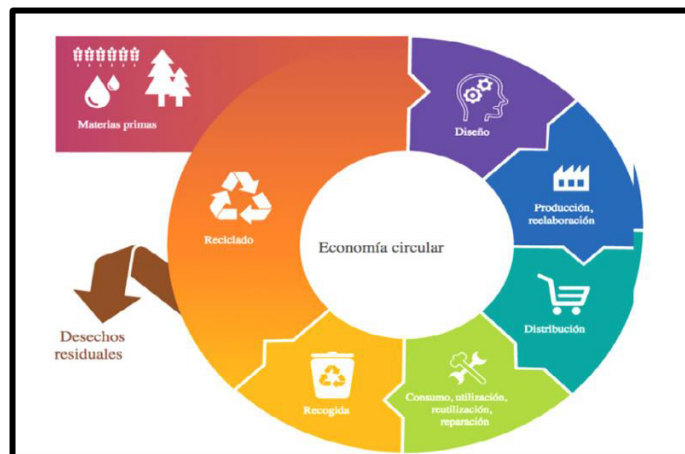 Materias primas
Diseño
Producción,
reelaboración
Distribución
Consumo, utilización,
reutilización,
reparación
Recogida
Reciclado
Desechos
residuales
Economía circular